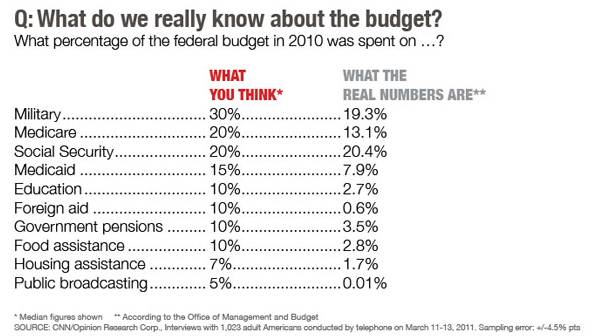 Q: What do we really know about the budget?
What percentage of the federal budget in 2010 was spent on ...?
WHAT WHAT THE
YOU THINK* REAL NUMBERS ARE**
Military.................................. 30%........................19.3%
Medicare ............................... 20%........................13.1%
Social Security...................... 20%........................20.4%
Medicaid ............................... 15%........................7.9%
Education ............................. 10%........................2.7%
Foreign aid ........................... 10%........................0.6%
Government pensions ......... 10%........................3.5%
Food assistance ................... 10%........................2.8%
Housing assistance ............. 7%..........................1.7%
Public broadcasting.............. 5%..........................0.01%
* Median figures shown ** According to the Office of Management and Budget
SOURCE: CNN/Opinion Research Corp., Interviews with 1,023 adult Americans conducted by telephone on March 11-13, 2011. Sampling error: +/-4.5% pts